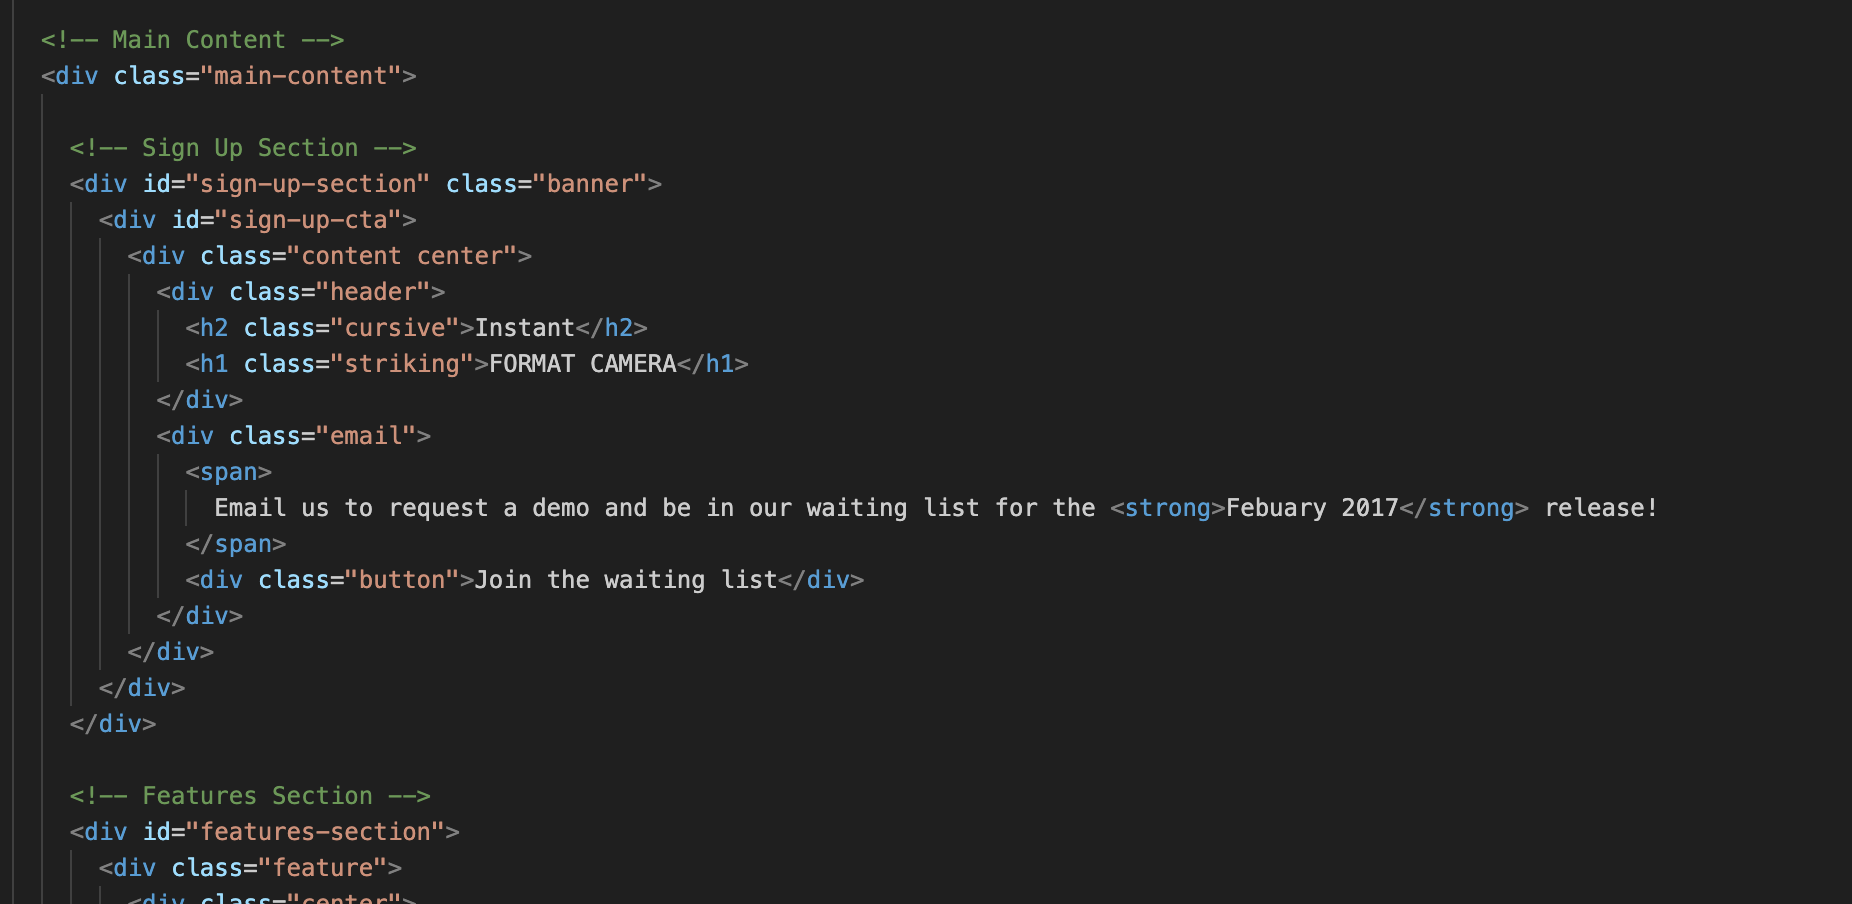 <!-- Main Content -->
<div class="main-content">
<!-- Sign Up Section -->
<div id="sign-up-section" class="banner">
<div id="sign-up-cta">
<div class="content center">
<div class="header">
<h2 class="cursive">Instant</h2>
<h1 class="striking">FORMAT CAMERA</h1>
</div>
<div class="email">
<span>
Email us to request a demo and be in our waiting list for the <strong>Febuary 2017</strong> release!
</span>
<div class="button">Join the waiting list</div>
</div>
</div>
</div>
</div>
<!-- Features Section -->
<div id="features-section">
<div class="feature">
<div class="center">